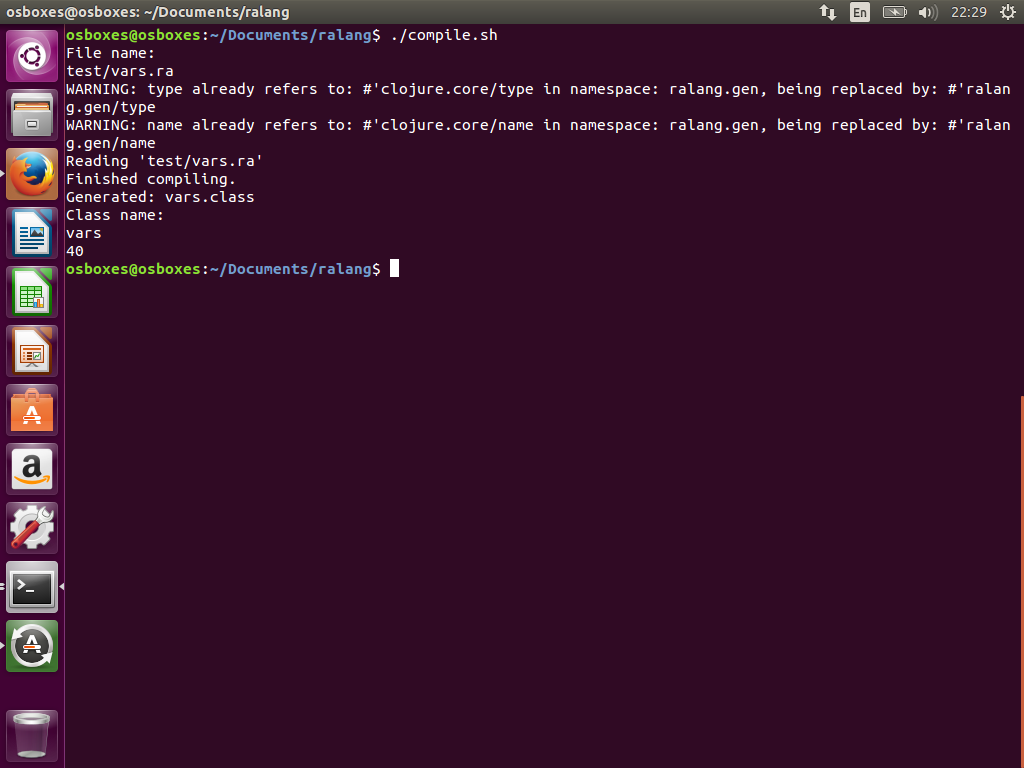 osboxes@osboxes: ~/Documents/ralang
En
22:29
osboxes@osboxes:~/Documents/ralang$ ./compile.sh
File name:
test/vars.ra
WARNING: type already refers to: #'clojure.core/type in namespace: ralang.gen, being replaced by: #'ralan
g.gen/type
WARNING: name already refers to: #'clojure.core/name in namespace: ralang.gen, being replaced by: #'ralan
g.gen/name
Reading 'test/vars.ra'
Finished compiling.
Generated: vars.class
Class name:
vars
40
osboxes@osboxes:~/Documents/ralang$